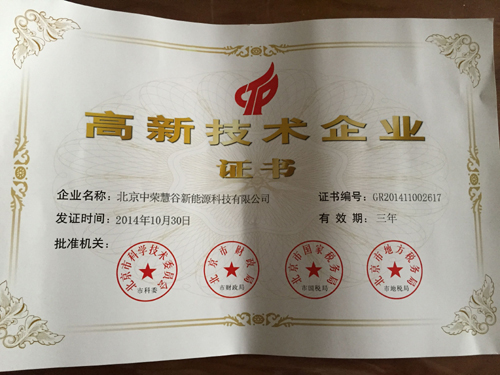 高新技术企业
证书
企业名称：北京中荣慧谷新能源科技有限公司
证书编号：GR201411002617
发证时间：2014年10月30日
有效期：三年
批准机关：
北京市科学技术委员会
市科委
北京市财政局
市财政局
北京市国家税务局
市国税局
北京市地方税务局
市地税局